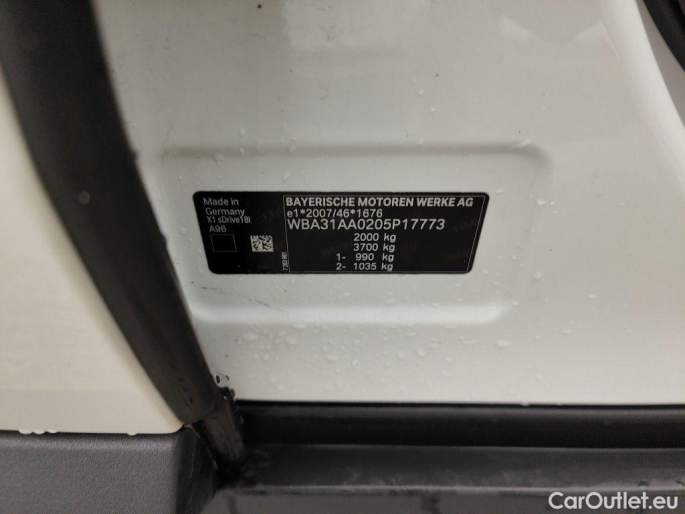 Made in
Germany
X1 sDrive18i
A96
BAYERISCHE MOTOREN WERKE AG
e1*2007/46*1676
WBA31AA0205P17773
2000 kg
3700 kg
1- 990 kg
2- 1035 kg
CarOutlet.eu